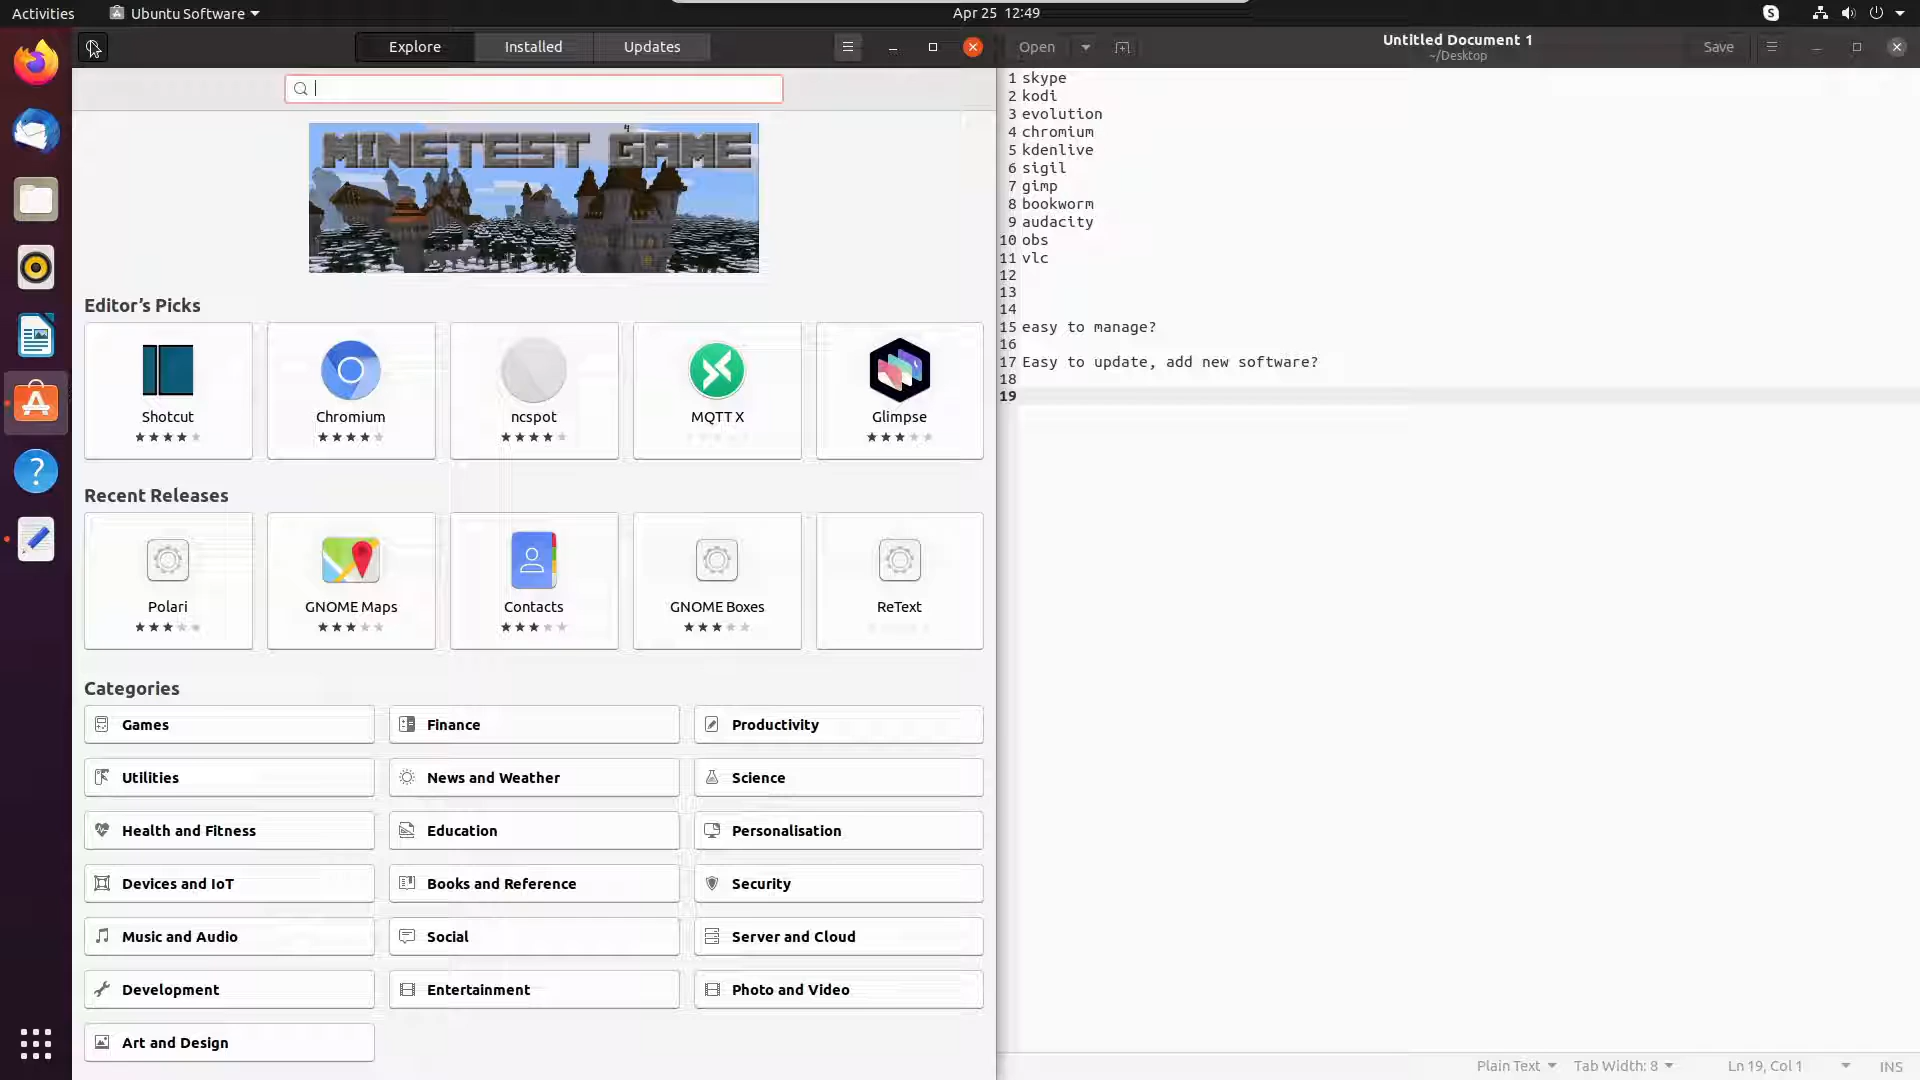 Activities
Ubuntu Software
Apr 25 12:49
Explore
Installed
Updates
MINETEST GAME
Editor's Picks
Shotcut
Chromium
ncspot
MQTT X
Glimpse
Recent Releases
Polari
GNOME Maps
Contacts
GNOME Boxes
ReText
Categories
Games
Finance
Productivity
Utilities
News and Weather
Science
Health and Fitness
Education
Personalisation
Devices and IoT
Books and Reference
Security
Music and Audio
Social
Server and Cloud
Development
Entertainment
Photo and Video
Art and Design
Open
Untitled Document 1
~/Desktop
Save
1 skype
2 kodi
3 evolution
4 chromium
5 kdenlive
6 sigil
7 gimp
8 bookworm
9 audacity
10 obs
11 vlc
12
13
14
15 easy to manage?
16
17 Easy to update, add new software?
18
19
Plain Text
Tab Width: 8
Ln 19, Col 1
INS